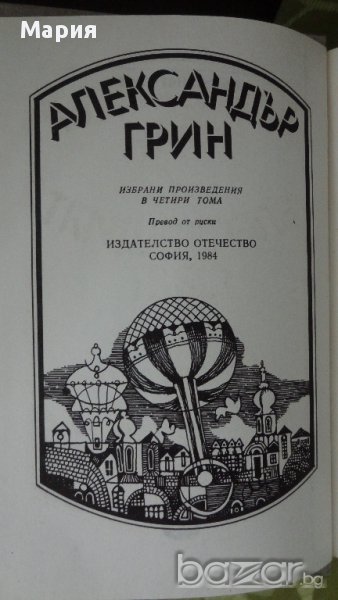 Мария
АЛЕКСАНДЪР
ГРИН
ИЗБРАНИ ПРОИЗВЕДЕНИЯ
В ЧЕТИРИ ТОМА
Превод от руски
ИЗДАТЕЛСТВО ОТЕЧЕСТВО
СОФИЯ, 1984
bazar.bg